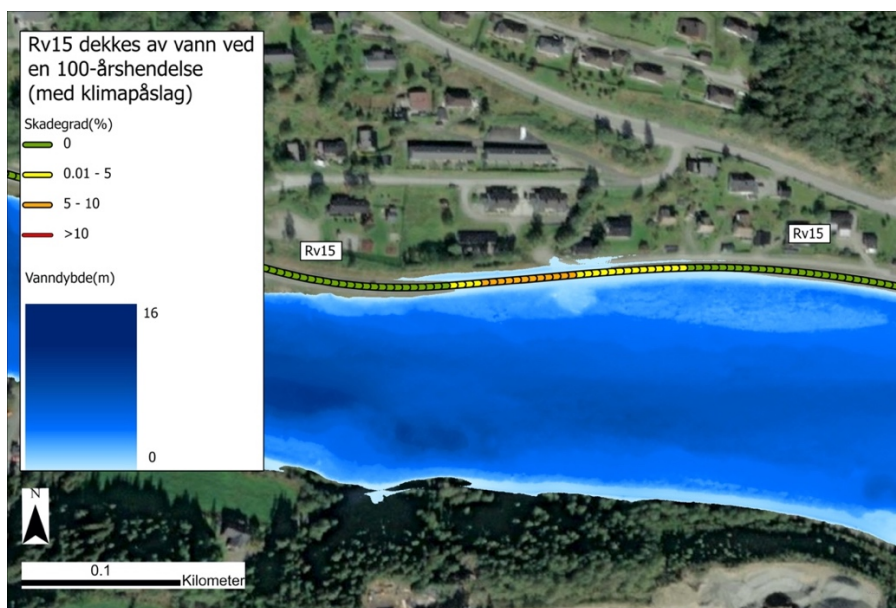 Rv15 dekkes av vann ved
en 100-årshendelse
(med klimapåslag)
Skadegrad(%)
0
0.01 - 5
5 - 10
>10
Vanndybde(m)
16
0
Rv15
Rv15
N
0.1
Kilometer